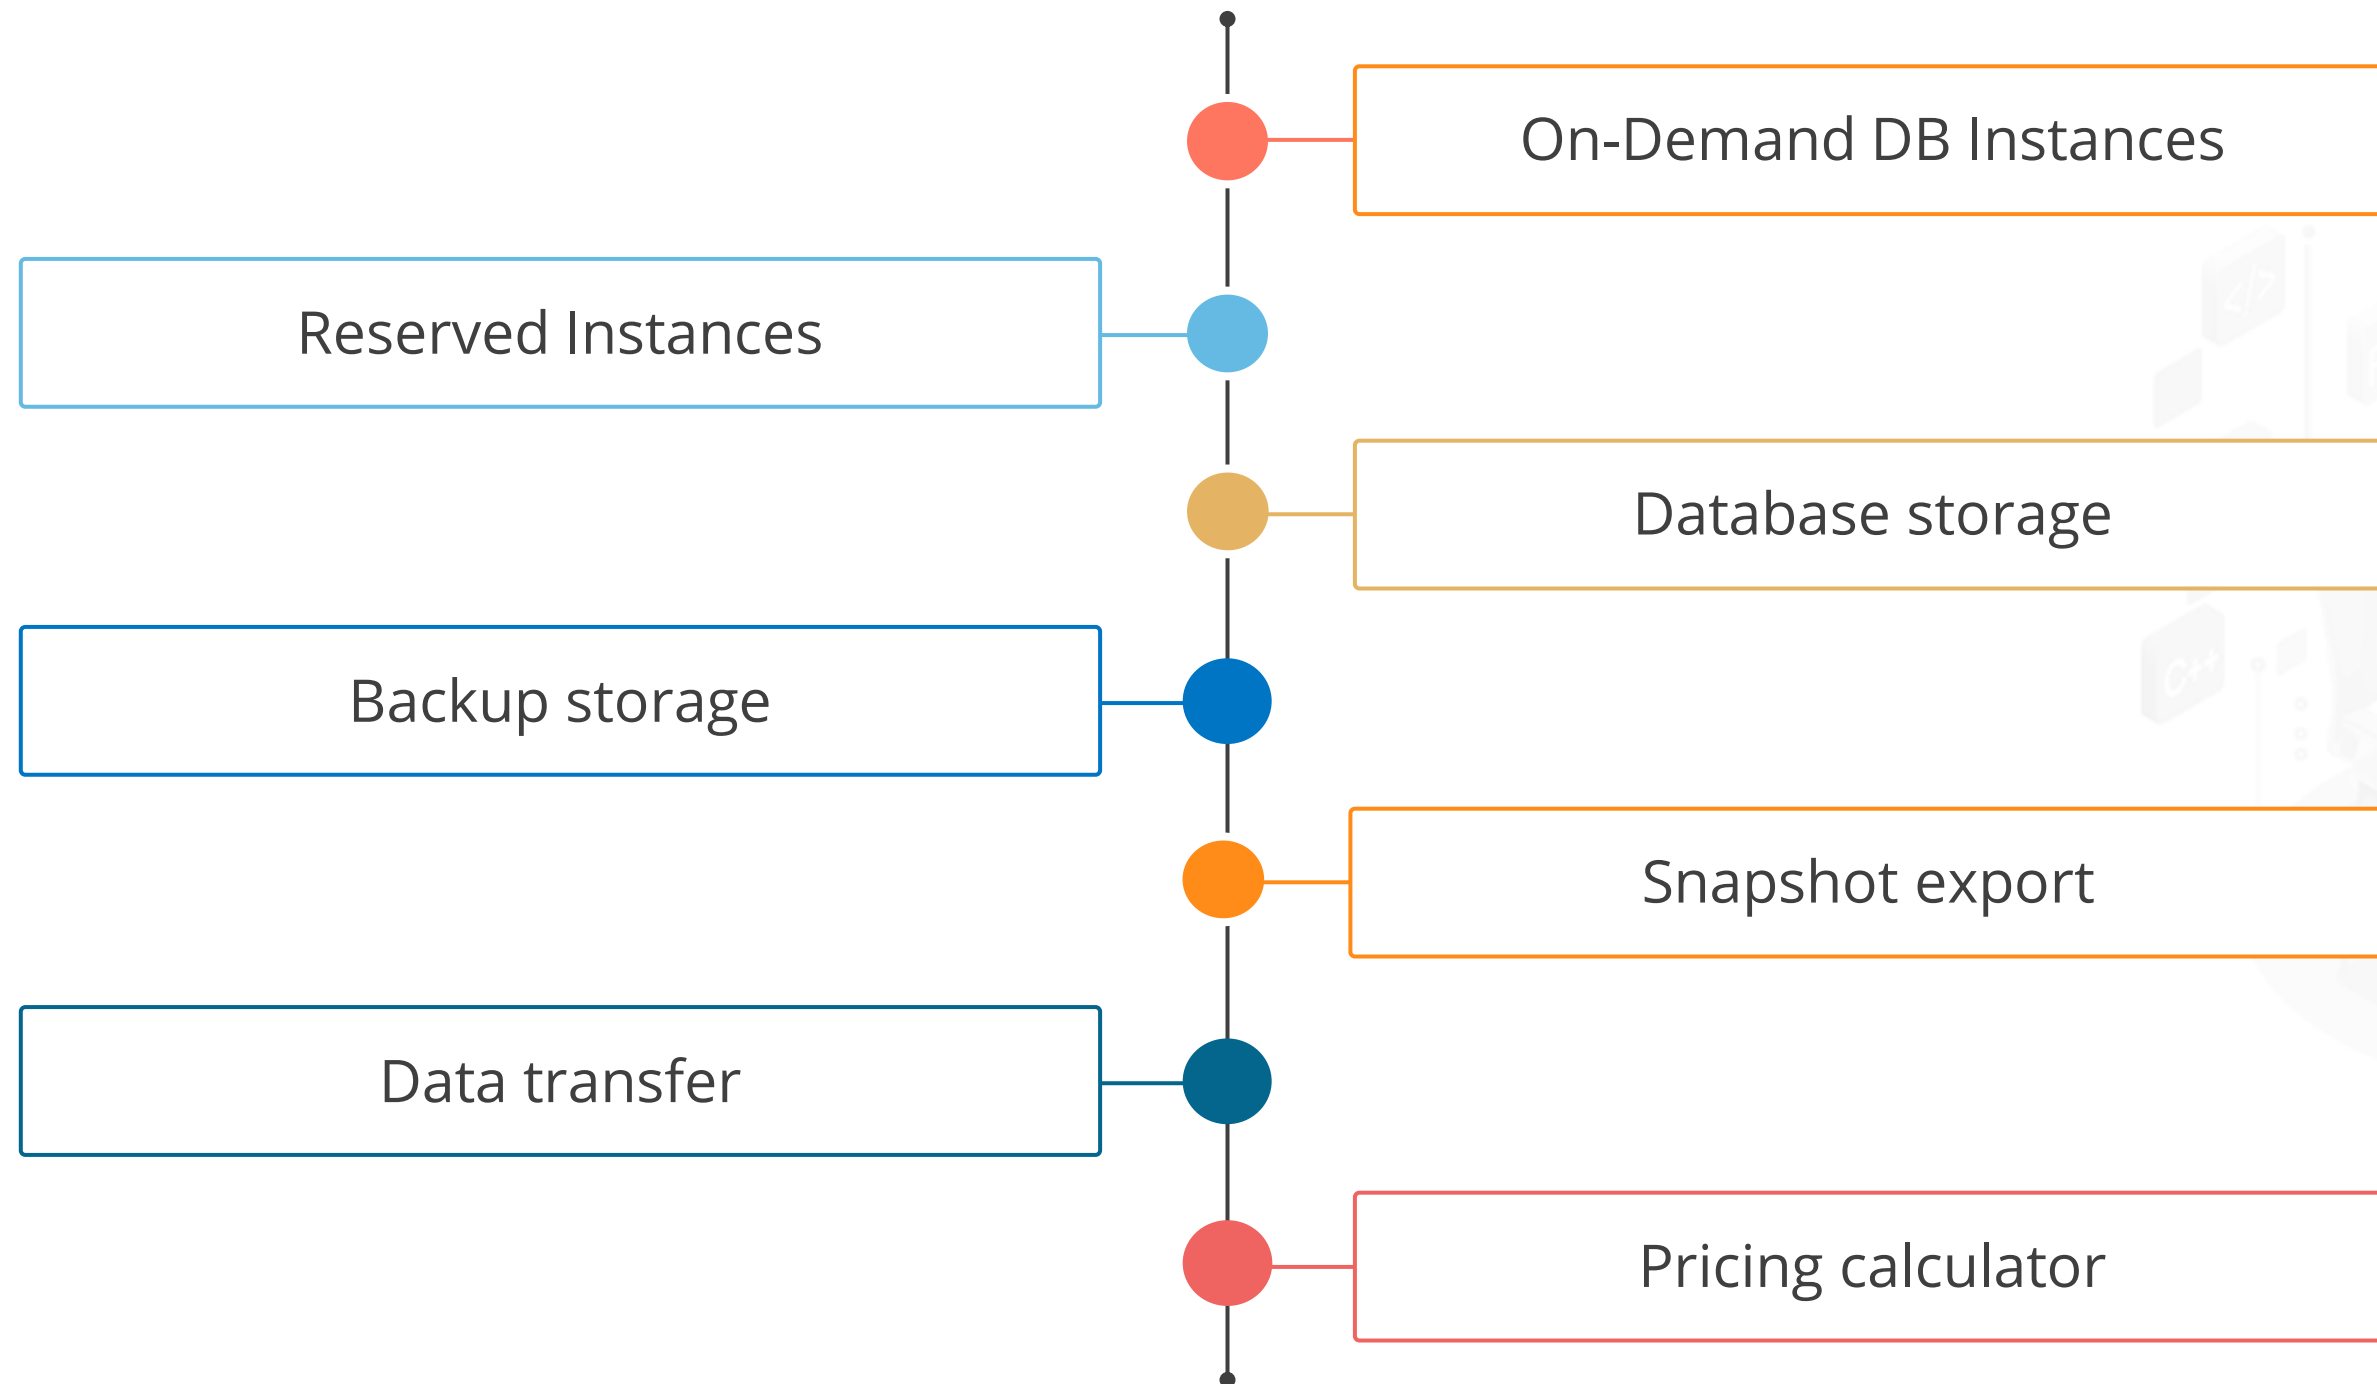 On-Demand DB Instances
Reserved Instances
Database storage
Backup storage
Snapshot export
Data transfer
Pricing calculator